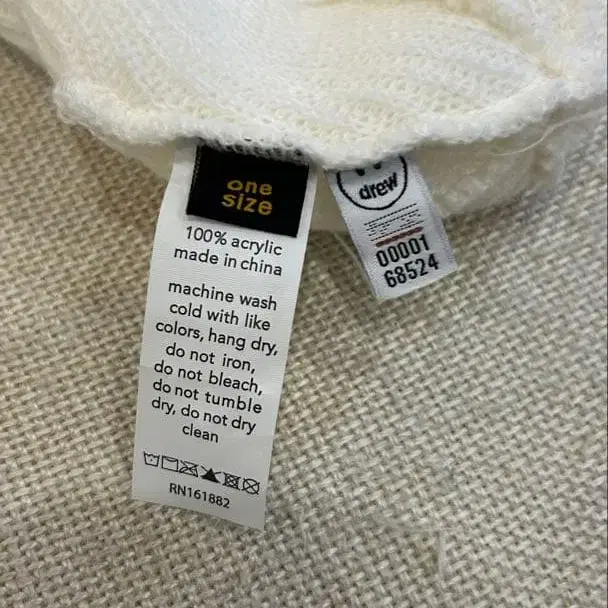 one
size
100% acrylic
made in china
machine wash
cold with like
colors, hang dry,
do not iron,
do not bleach,
do not tumble
dry, do not dry
clean
RN161882
drew
00001
68524